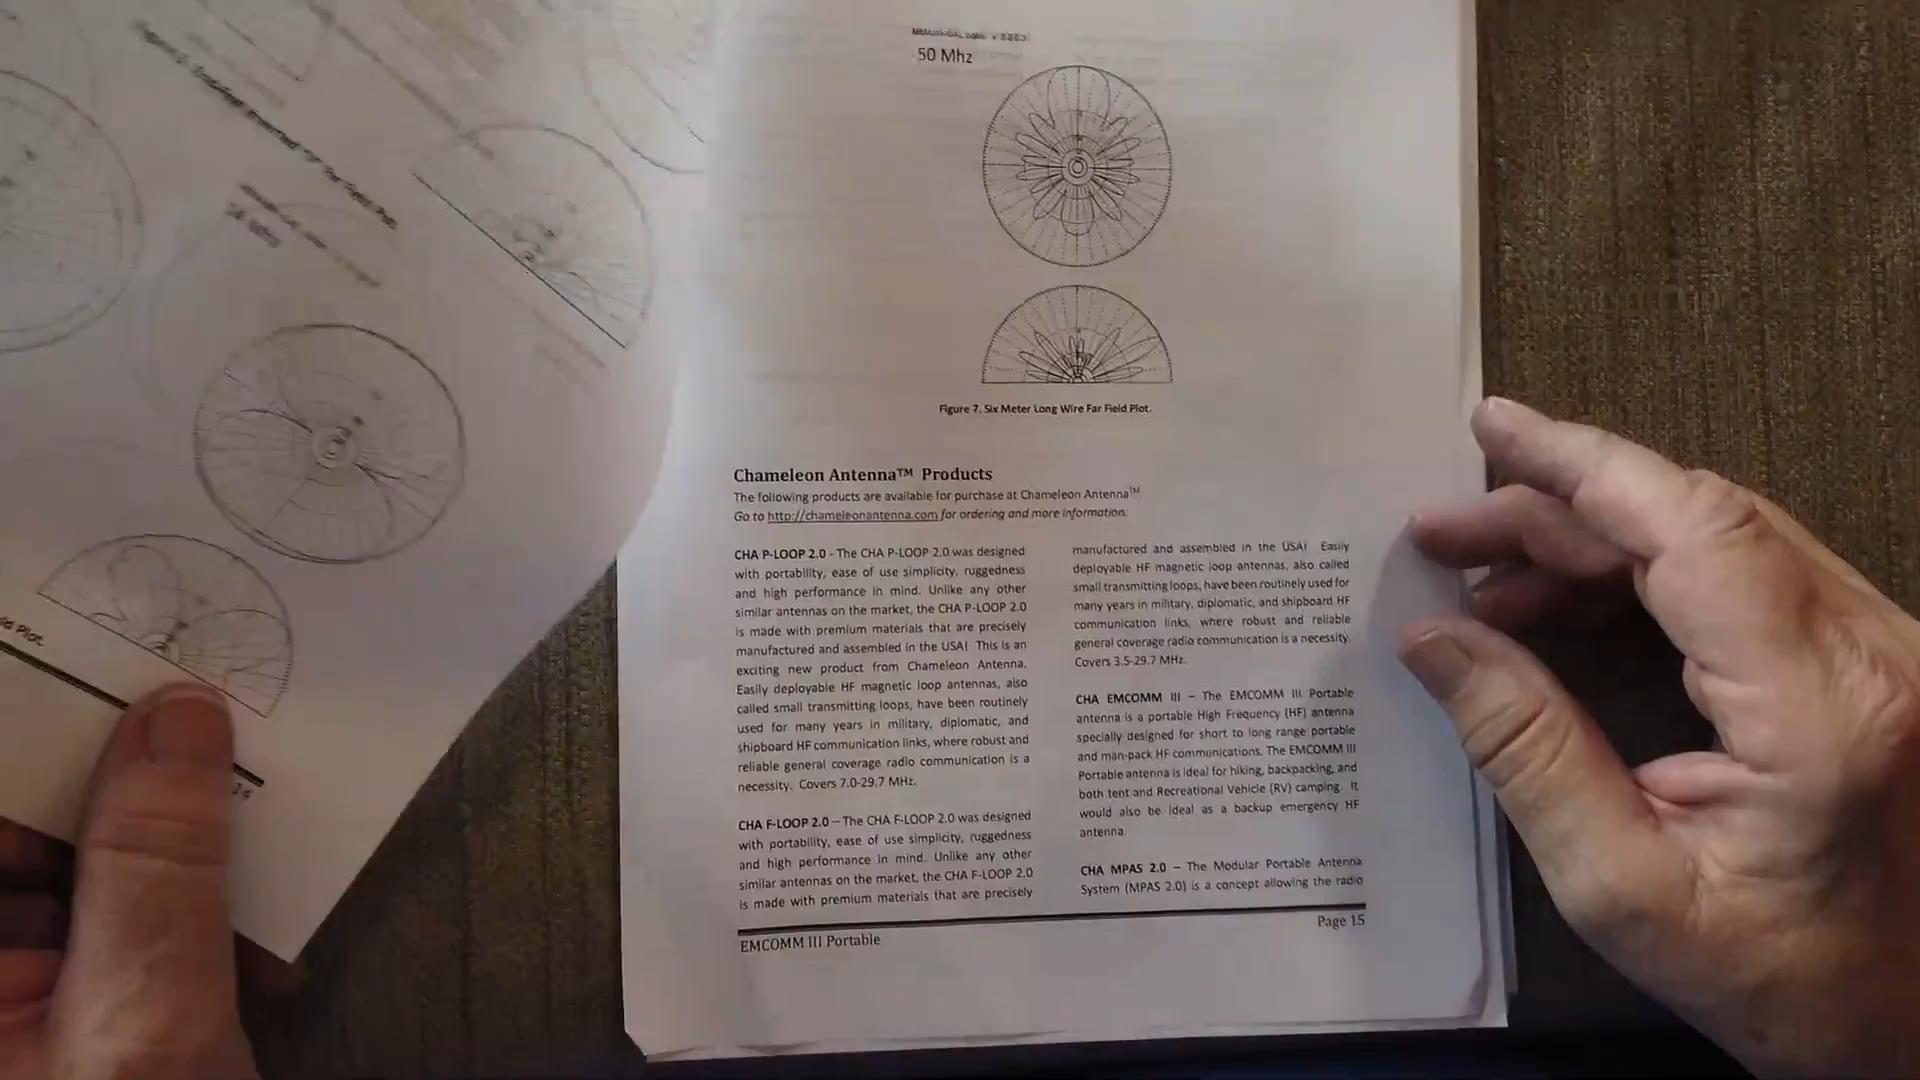 50 Mhz
Figure 7. Six Meter Long Wire Far Field Plot.
Chameleon Antenna™ Products
The following products are available for purchase at Chameleon Antenna™
Go to http://chameleonantenna.com for ordering and more information.
CHA P-LOOP 2.0 - The CHA P-LOOP 2.0 was designed
with portability, ease of use simplicity, ruggedness
and high performance in mind. Unlike any other
similar antennas on the market, the CHA P-LOOP 2.0
is made with premium materials that are precisely
manufactured and assembled in the USA! This is an
exciting new product from Chameleon Antenna.
Easily deployable HF magnetic loop antennas, also
called small transmitting loops, have been routinely
used for many years in military, diplomatic, and
shipboard HF communication links, where robust and
reliable general coverage radio communication is a
necessity. Covers 7.0-29.7 MHz.
CHA F-LOOP 2.0 – The CHA F-LOOP 2.0 was designed
with portability, ease of use simplicity, ruggedness
and high performance in mind. Unlike any other
similar antennas on the market, the CHA F-LOOP 2.0
is made with premium materials that are precisely
manufactured and assembled in the USA! Easily
deployable HF magnetic loop antennas, also called
small transmitting loops, have been routinely used for
many years in military, diplomatic, and shipboard HF
communication links, where robust and reliable
general coverage radio communication is a necessity.
Covers 3.5-29.7 MHz.
CHA EMCOMM III – The EMCOMM III Portable
antenna is a portable High Frequency (HF) antenna
specially designed for short to long range portable
and man-pack HF communications. The EMCOMM III
Portable antenna is ideal for hiking, backpacking, and
both tent and Recreational Vehicle (RV) camping. It
would also be ideal as a backup emergency HF
antenna.
CHA MPAS 2.0 – The Modular Portable Antenna
System (MPAS 2.0) is a concept allowing the radio
EMCOMM III Portable
Page 15
ld Plot.
14